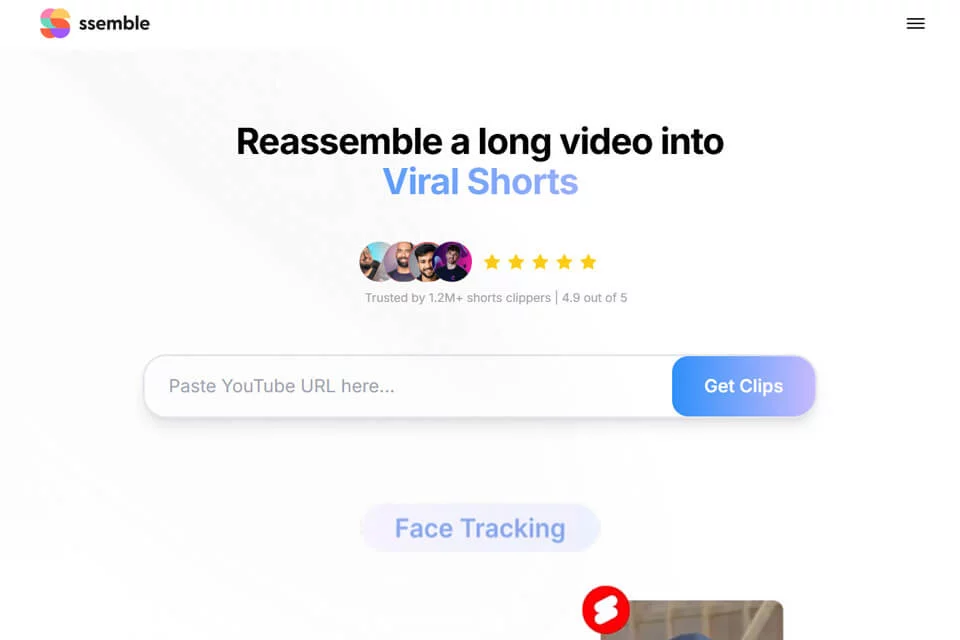 ssemble
Reassemble a long video into
Viral Shorts
Trusted by 1.2M+ shorts clippers | 4.9 out of 5
Paste YouTube URL here...
Get Clips
Face Tracking